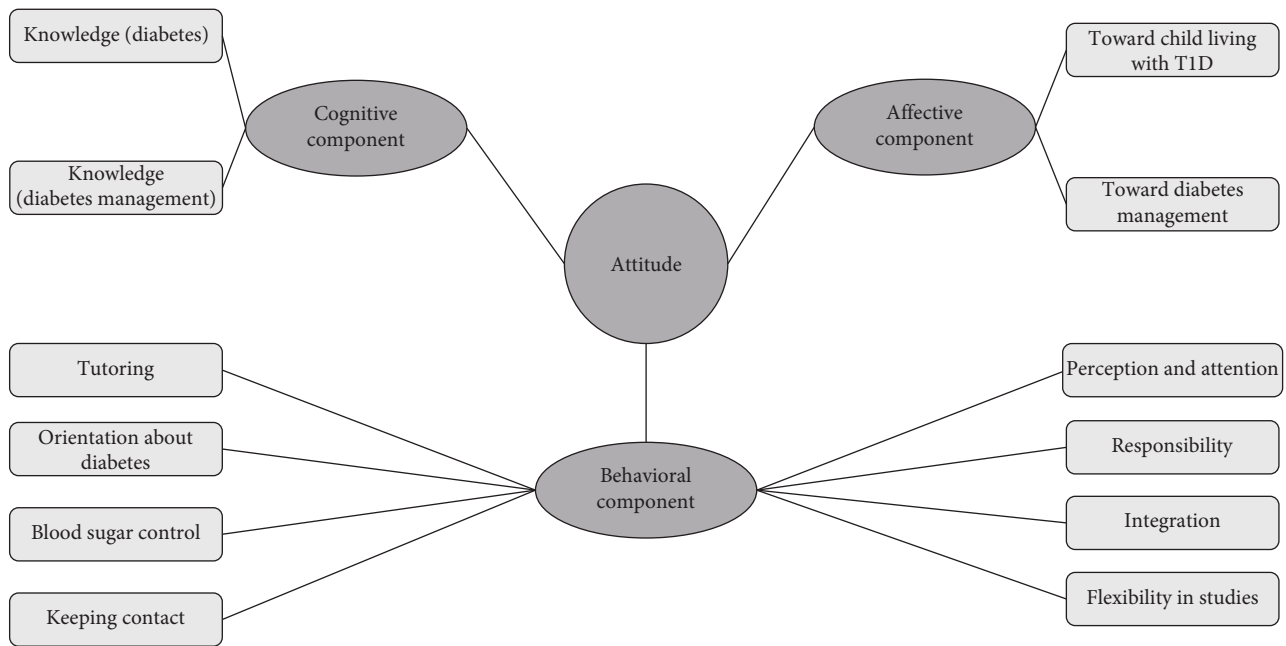 Knowledge (diabetes)
Knowledge
(diabetes management)
Cognitive
component
Affective
component
Toward child living
with T1D
Toward diabetes
management
Attitude
Tutoring
Orientation about
diabetes
Blood sugar control
Keeping contact
Behavioral
component
Perception and attention
Responsibility
Integration
Flexibility in studies